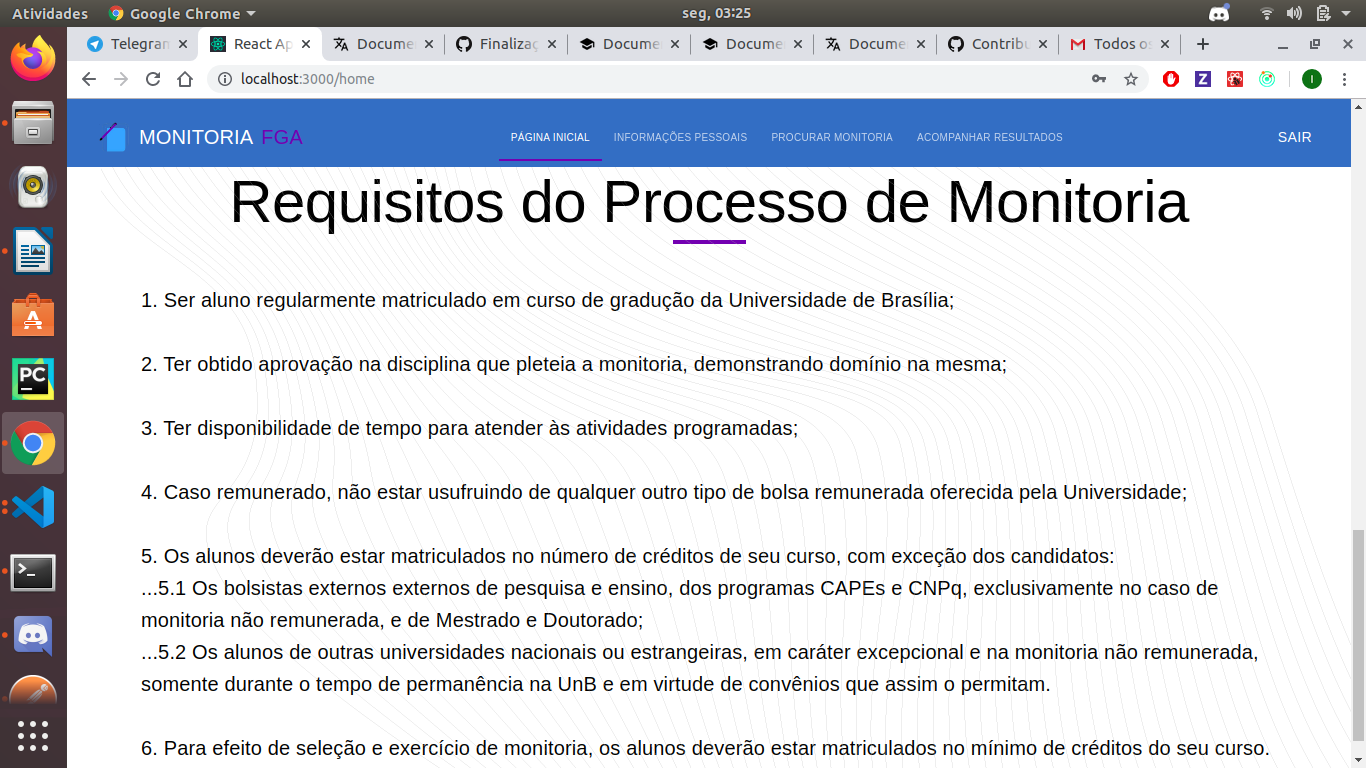 Atividades Google Chrome seg, 03:25
Telegram React Ap Docume Finalizaç Docume Docume Docume Contribu Todos os
localhost:3000/home
MONITORIA FGA PÁGINA INICIAL INFORMAÇÕES PESSOAIS PROCURAR MONITORIA ACOMPANHAR RESULTADOS SAIR
Requisitos do Processo de Monitoria
1. Ser aluno regularmente matriculado em curso de gradução da Universidade de Brasília;
2. Ter obtido aprovação na disciplina que pleteia a monitoria, demonstrando domínio na mesma;
3. Ter disponibilidade de tempo para atender às atividades programadas;
4. Caso remunerado, não estar usufruindo de qualquer outro tipo de bolsa remunerada oferecida pela Universidade;
5. Os alunos deverão estar matriculados no número de créditos de seu curso, com exceção dos candidatos:
...5.1 Os bolsistas externos externos de pesquisa e ensino, dos programas CAPEs e CNPq, exclusivamente no caso de
monitoria não remunerada, e de Mestrado e Doutorado;
...5.2 Os alunos de outras universidades nacionais ou estrangeiras, em caráter excepcional e na monitoria não remunerada,
somente durante o tempo de permanência na UnB e em virtude de convênios que assim o permitam.
6. Para efeito de seleção e exercício de monitoria, os alunos deverão estar matriculados no mínimo de créditos do seu curso.